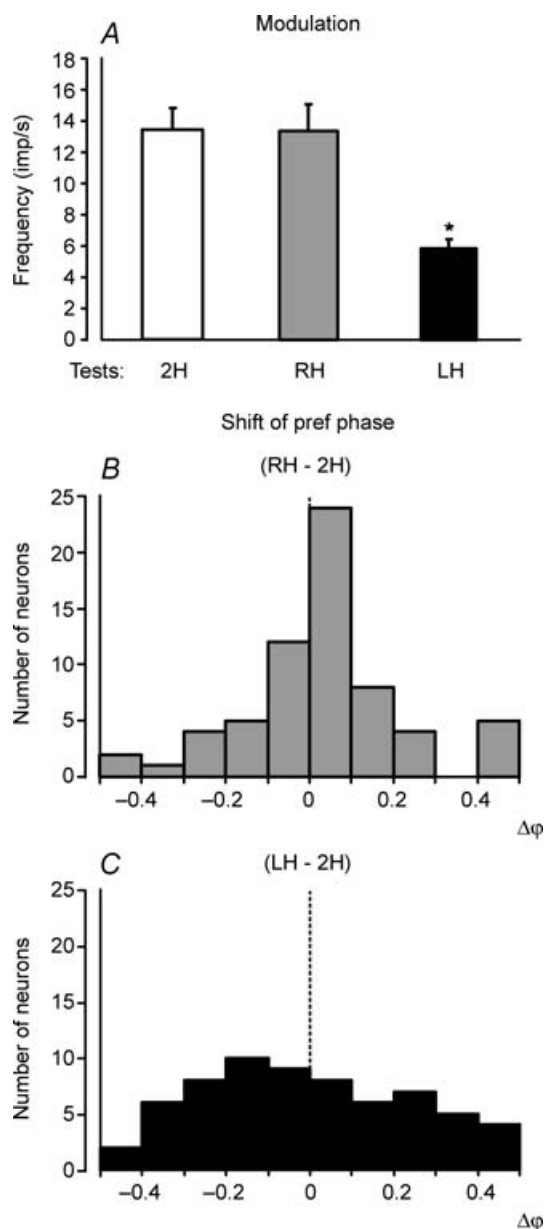 A
Modulation
Frequency (imp/s)
18
16
14
12
10
8
6
4
2
0
*
Tests: 2H RH LH
Shift of pref phase
B
(RH - 2H)
Number of neurons
25
20
15
10
5
0
–0.4 –0.2 0 0.2 0.4
Δφ
C
(LH - 2H)
Number of neurons
25
20
15
10
5
0
–0.4 –0.2 0 0.2 0.4
Δφ